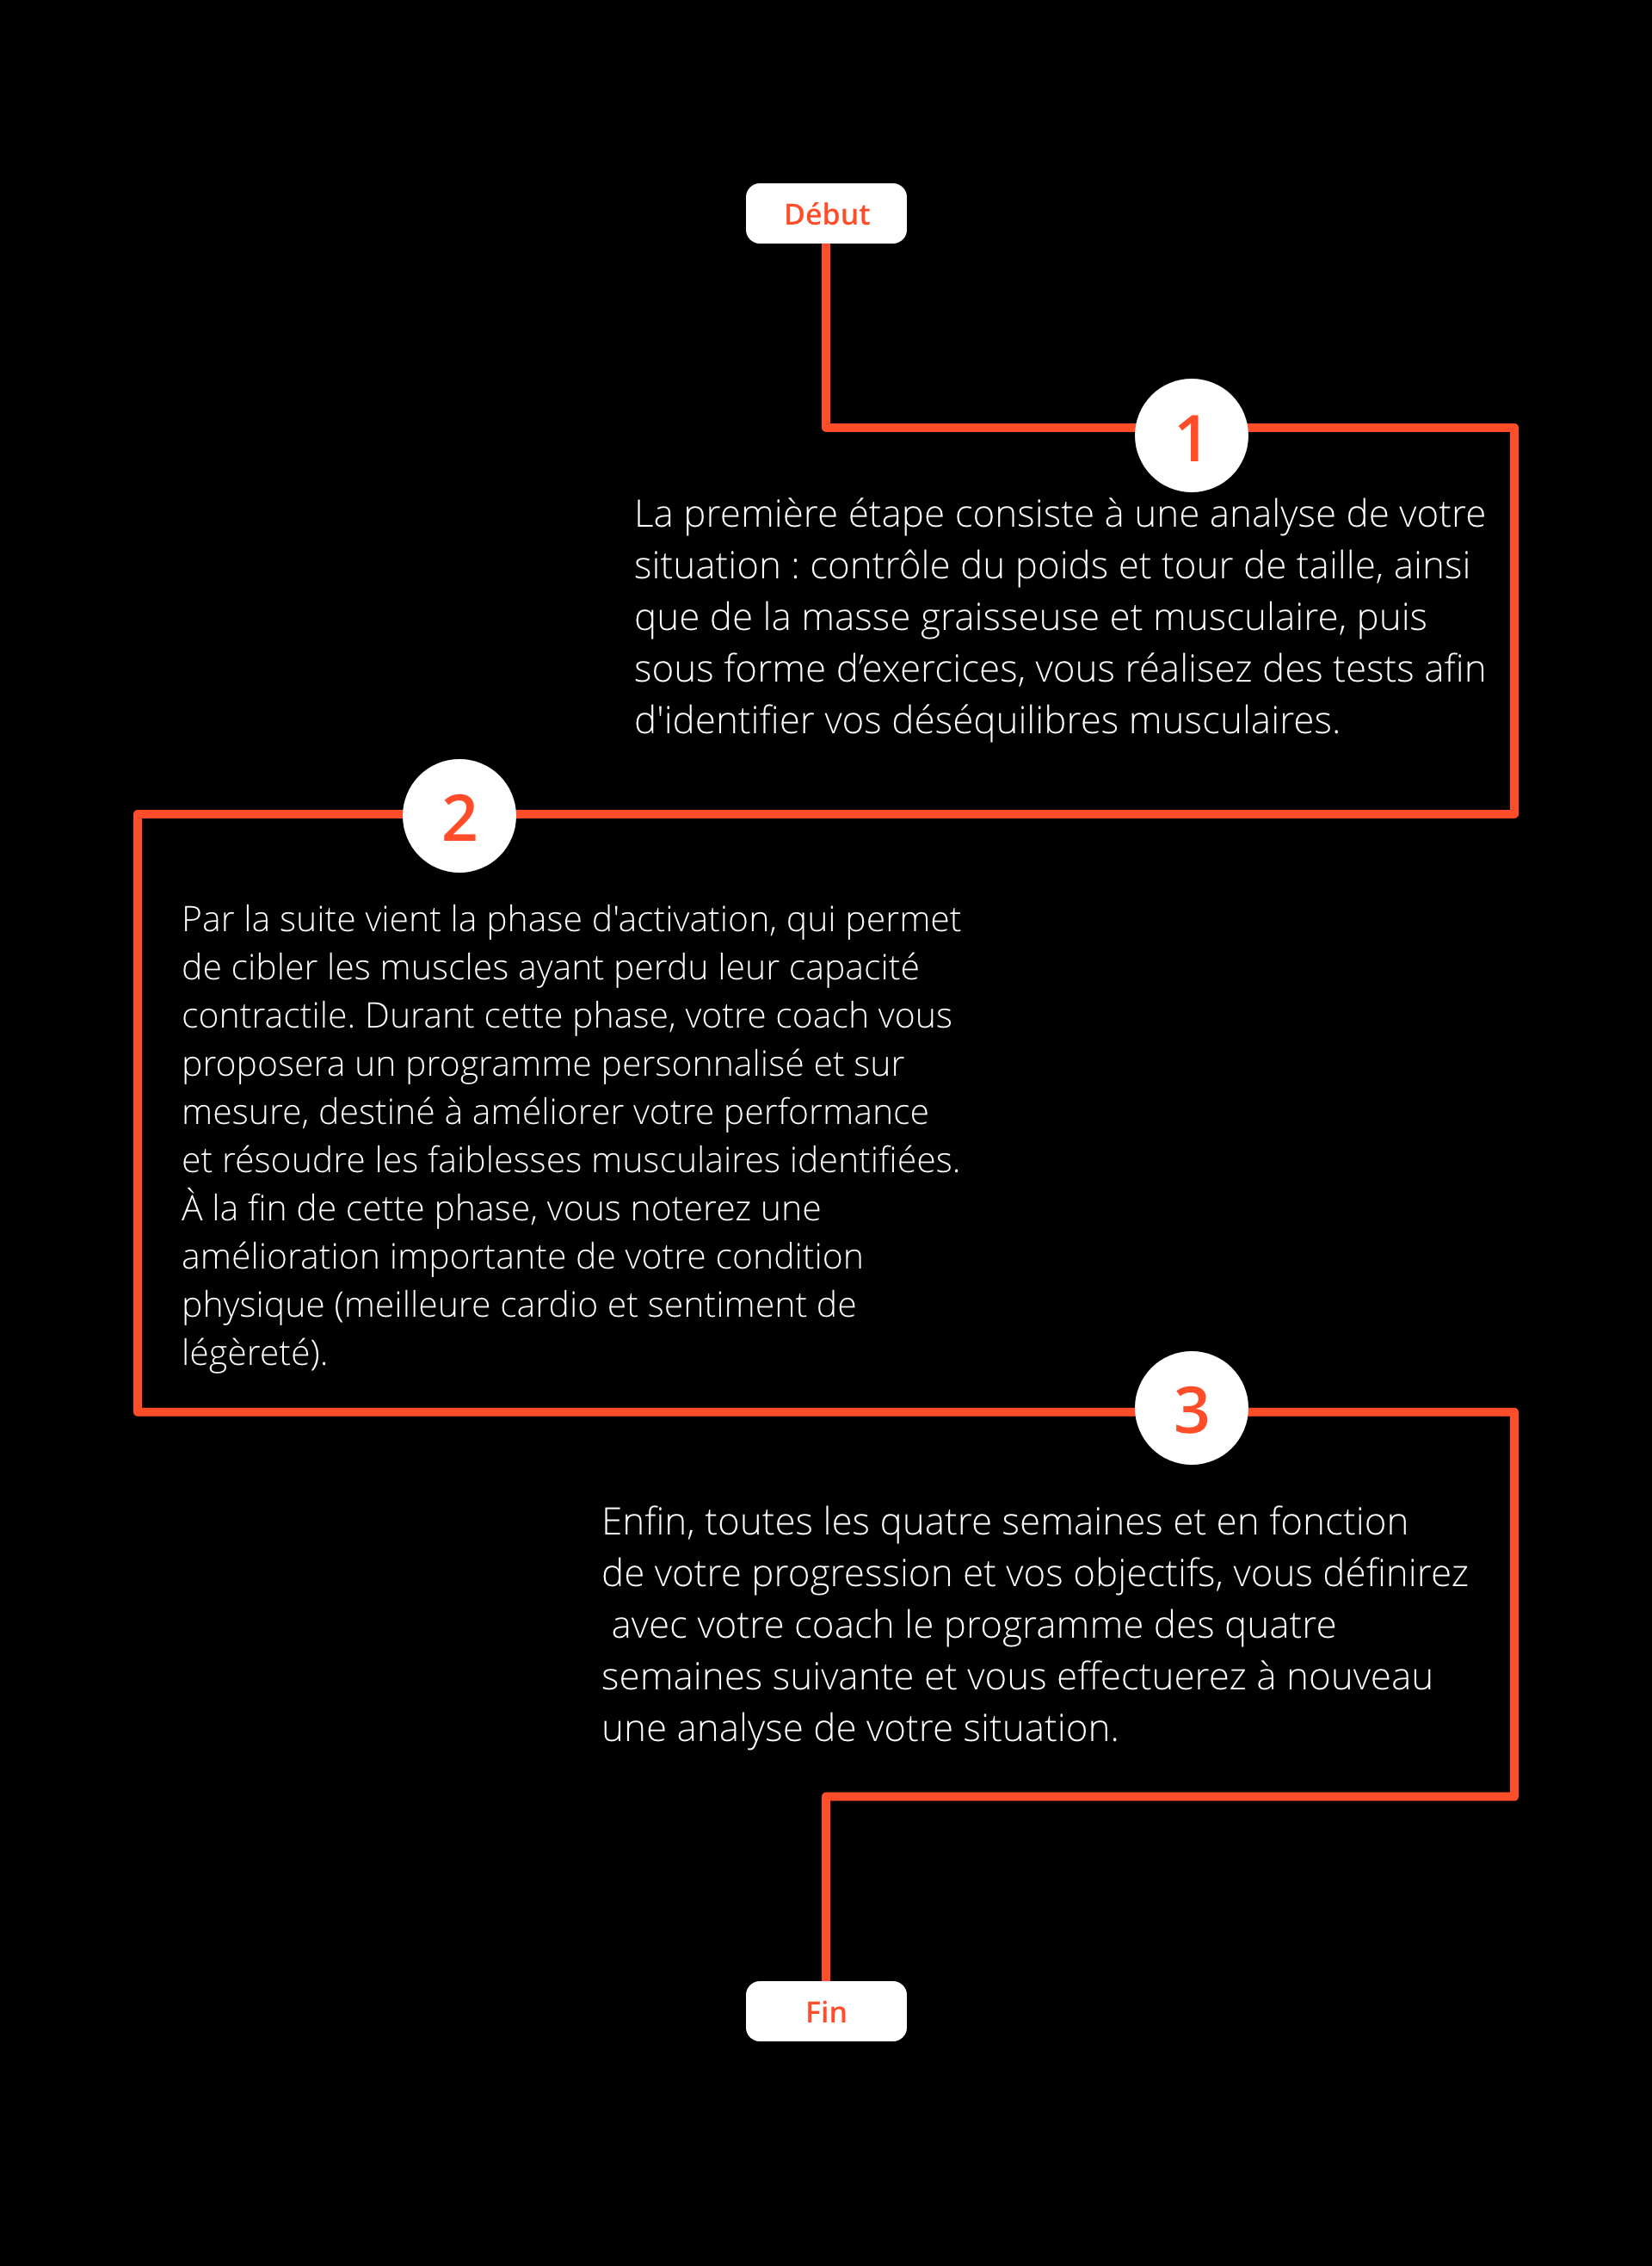 Début
1
La première étape consiste à une analyse de votre
situation : contrôle du poids et tour de taille, ainsi
que de la masse graisseuse et musculaire, puis
sous forme d’exercices, vous réalisez des tests afin
d'identifier vos déséquilibres musculaires.
2
Par la suite vient la phase d'activation, qui permet
de cibler les muscles ayant perdu leur capacité
contractile. Durant cette phase, votre coach vous
proposera un programme personnalisé et sur
mesure, destiné à améliorer votre performance
et résoudre les faiblesses musculaires identifiées.
À la fin de cette phase, vous noterez une
amélioration importante de votre condition
physique (meilleure cardio et sentiment de
légèreté).
3
Enfin, toutes les quatre semaines et en fonction
de votre progression et vos objectifs, vous définirez
avec votre coach le programme des quatre
semaines suivante et vous effectuerez à nouveau
une analyse de votre situation.
Fin